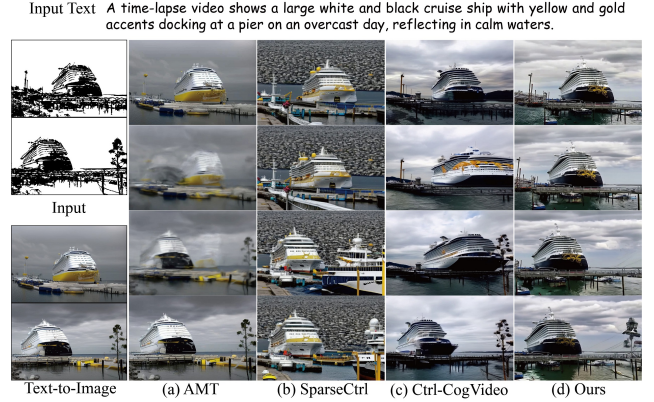 Input Text A time-lapse video shows a large white and black cruise ship with yellow and gold
accents docking at a pier on an overcast day, reflecting in calm waters.
Input
Text-to-Image (a) AMT (b) SparseCtrl (c) Ctrl-CogVideo (d) Ours